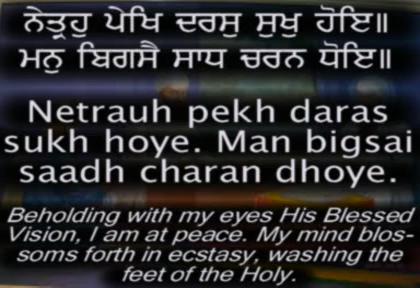 ਨੇਤ੍ਰਹੁ ਪੇਖਿ ਦਰਸੁ ਸੁਖੁ ਹੋਇ॥
ਮਨੁ ਬਿਗਸੈ ਸਾਧ ਚਰਨ ਧੋਇ॥
Netrauh pekh daras
sukh hoye. Man bigsai
saadh charan dhoye.
Beholding with my eyes His Blessed
Vision, I am at peace. My mind blos-
soms forth in ecstasy, washing the
feet of the Holy.